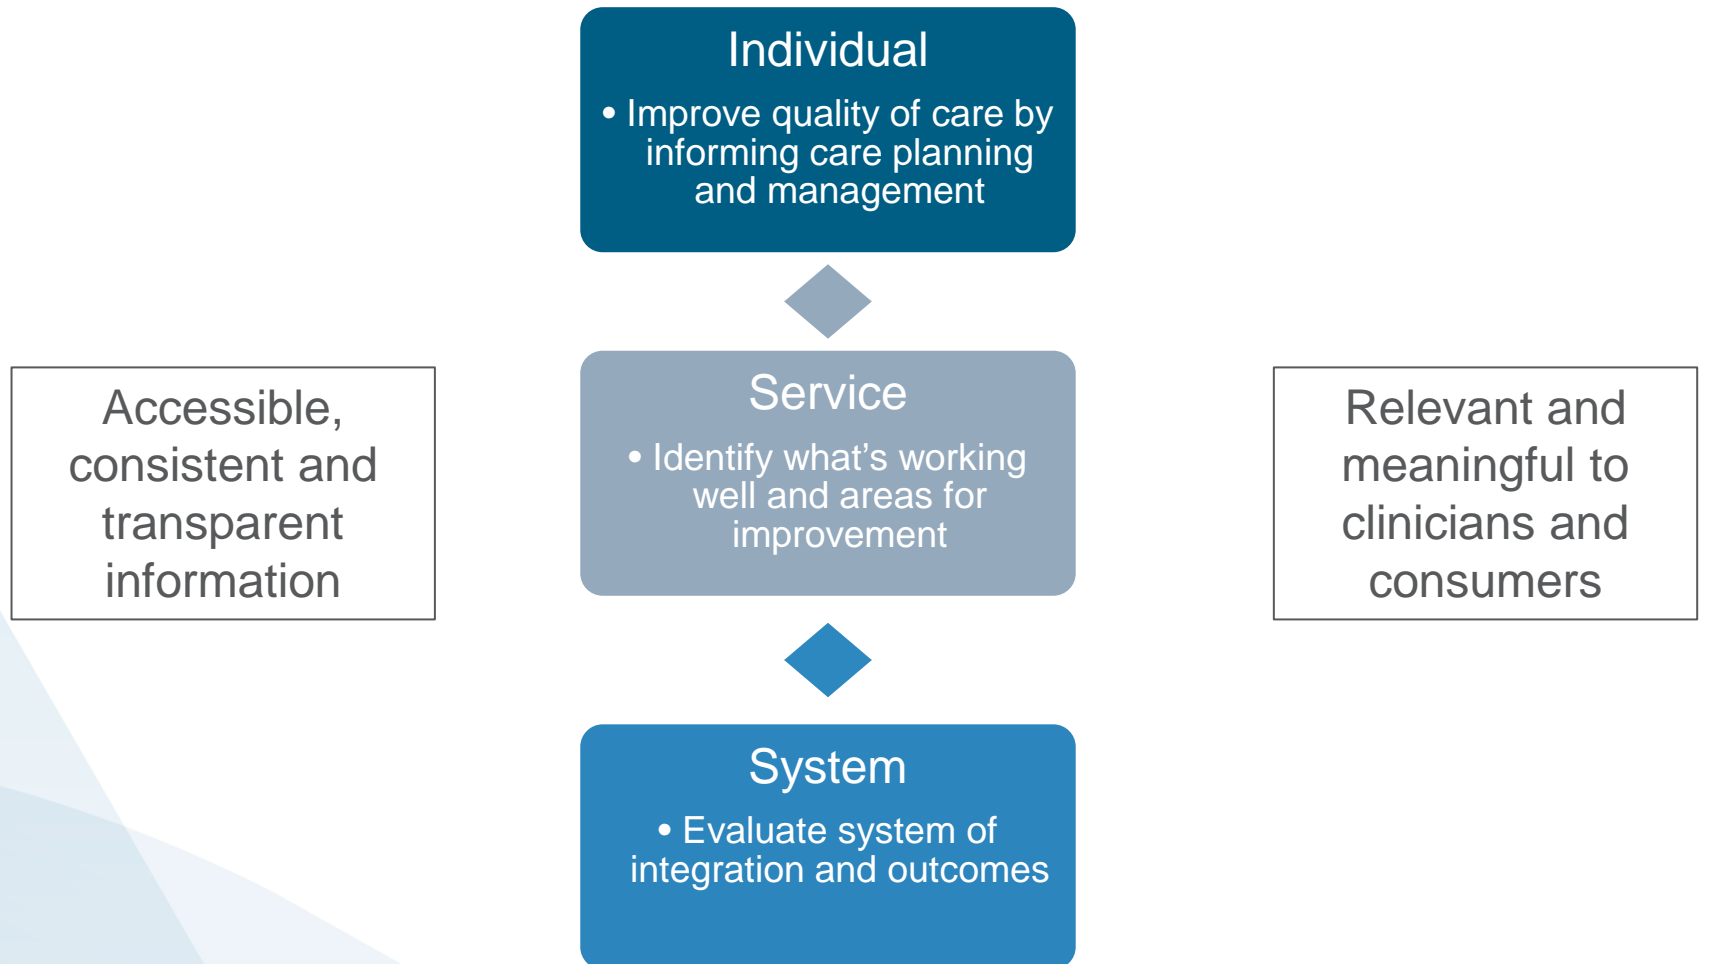 Individual
• Improve quality of care by
informing care planning
and management
Accessible,
consistent and
transparent
information
Service
• Identify what's working
well and areas for
improvement
Relevant and
meaningful to
clinicians and
consumers
System
• Evaluate system of
integration and outcomes